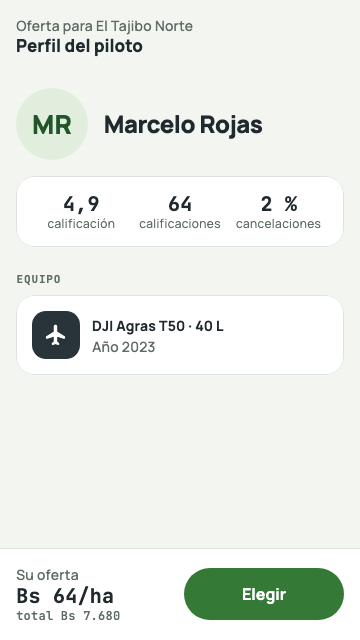 Oferta para El Tajibo Norte
Perfil del piloto
MR
Marcelo Rojas
4,9
calificación
64
calificaciones
2 %
cancelaciones
EQUIPO
DJI Agras T50 · 40 L
Año 2023
Su oferta
Bs 64/ha
total Bs 7.680
Elegir